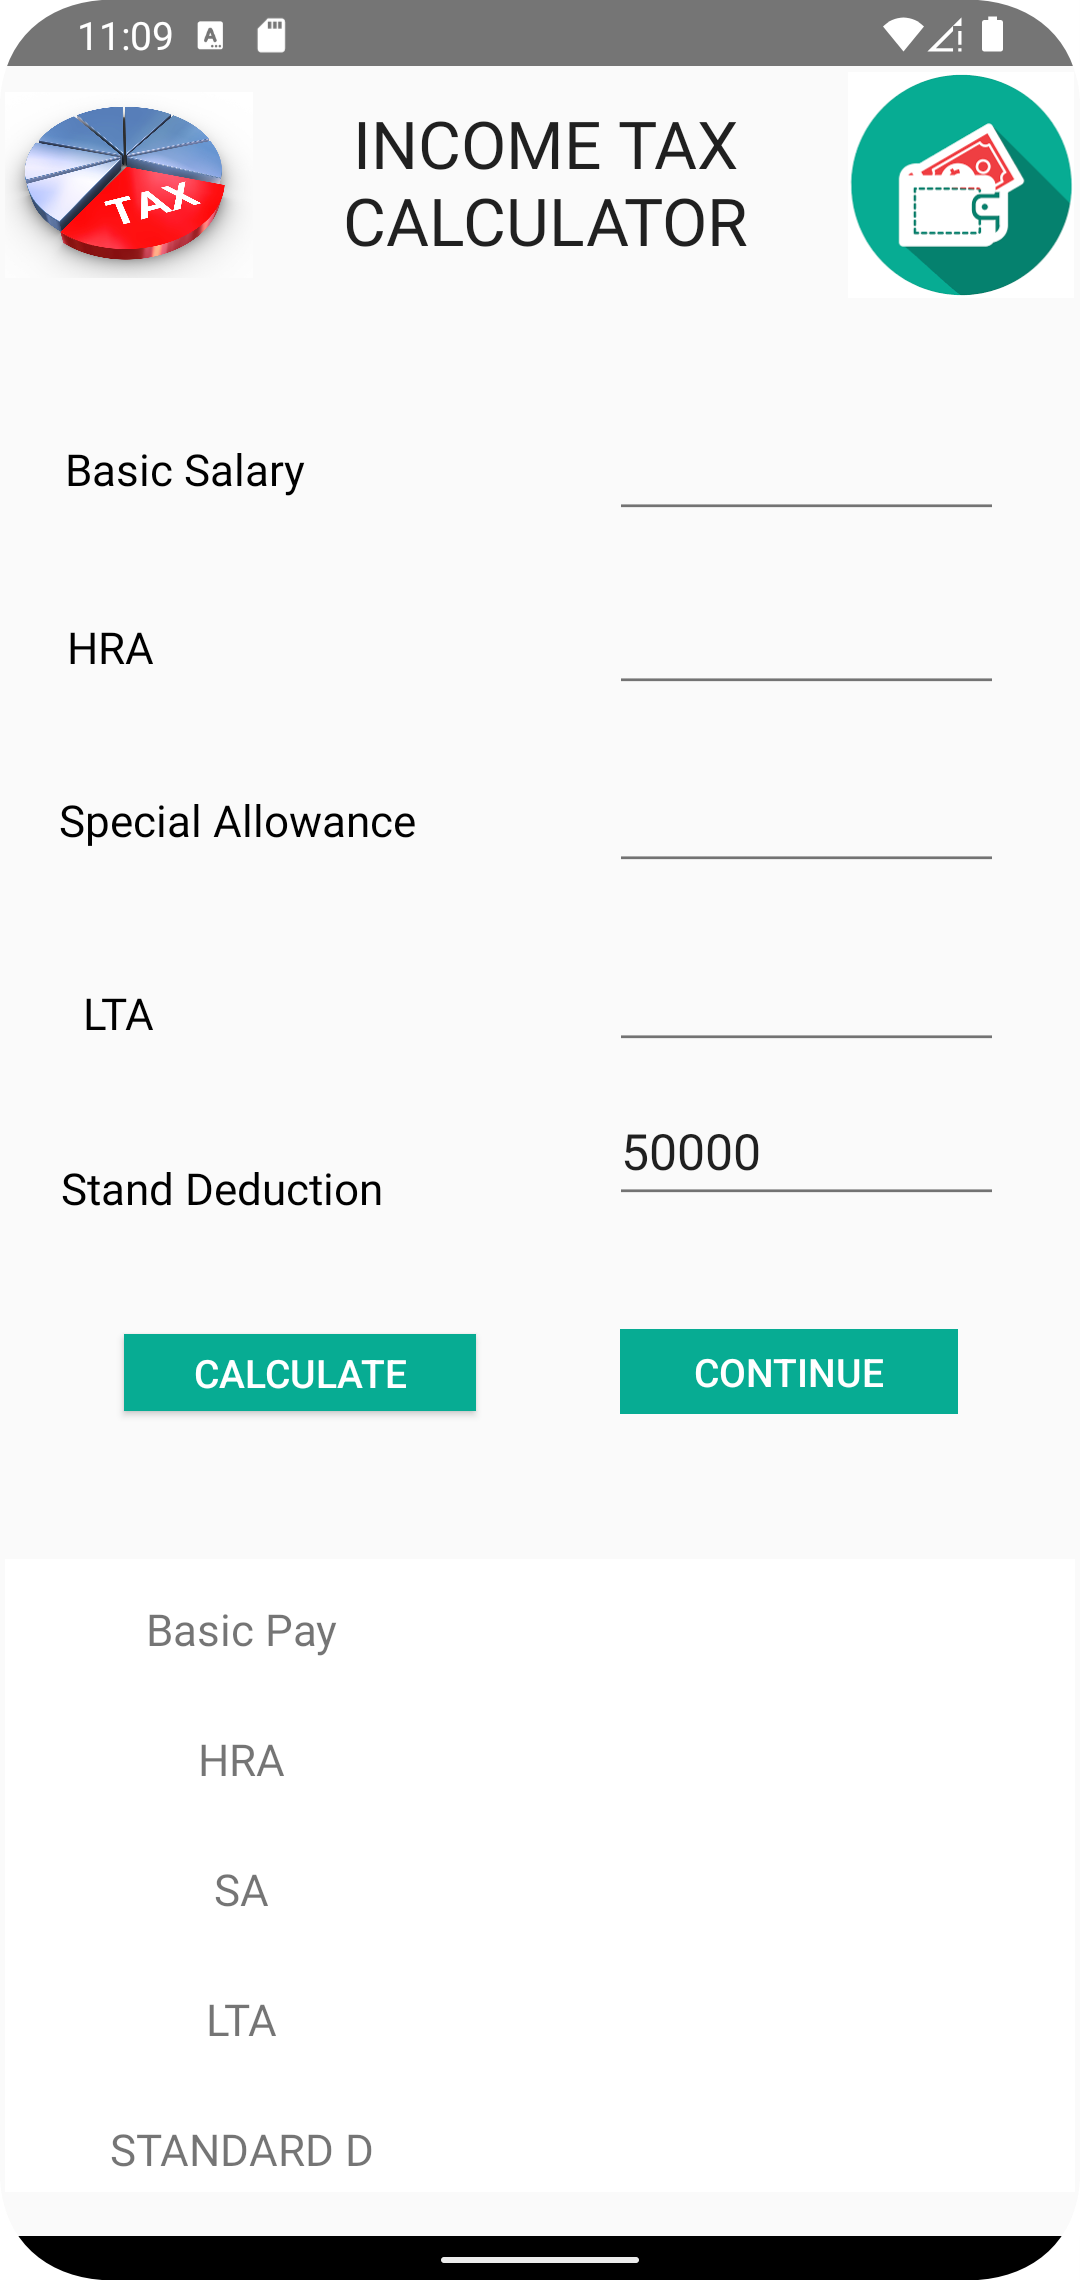 11:09
TAX
INCOME TAX
CALCULATOR
Basic Salary
HRA
Special Allowance
LTA
50000
Stand Deduction
CALCULATE
CONTINUE
Basic Pay
HRA
SA
LTA
STANDARD D